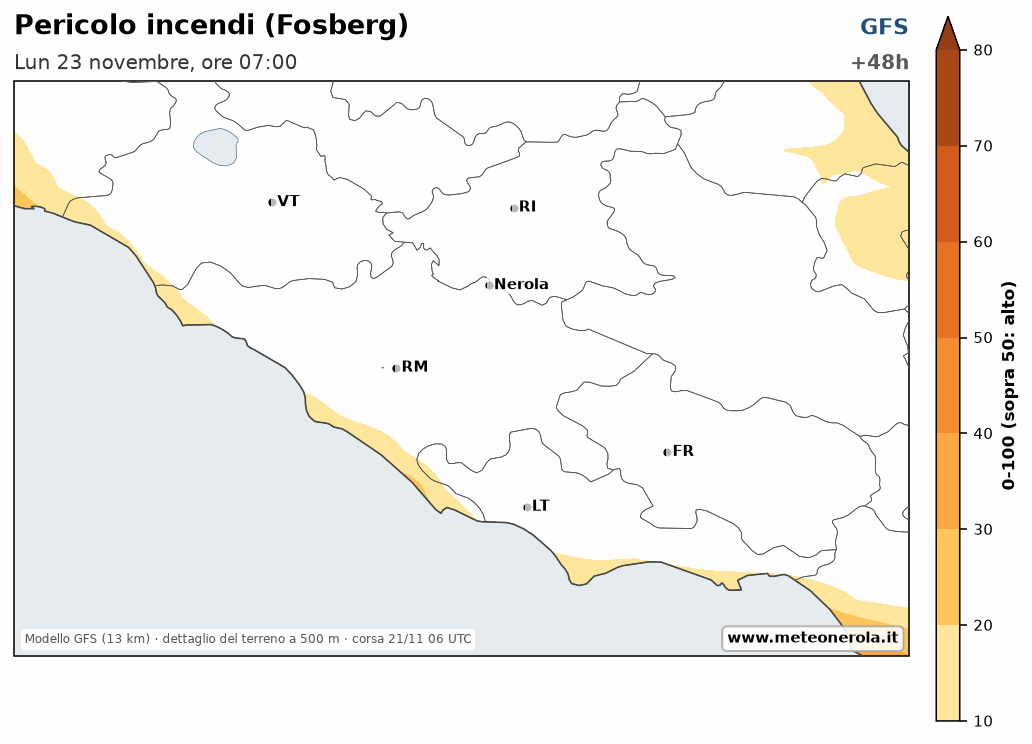 Pericolo incendi (Fosberg)
GFS
Lun 23 novembre, ore 07:00
+48h
80
70
60
50
40
30
20
10
0-100 (sopra 50: alto)
VT
RI
Nerola
RM
FR
LT
Modello GFS (13 km) · dettaglio del terreno a 500 m · corsa 21/11 06 UTC
www.meteonerola.it